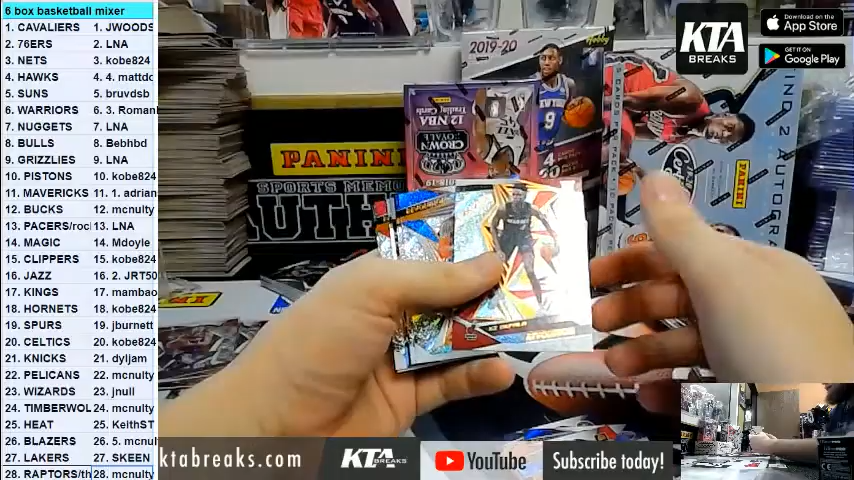 6 box basketball mixer
1. CAVALIERS 1. JWOODS
2. 76ERS 2. LNA
3. NETS 3. kobe824
4. HAWKS 4. 4. mattdc
5. SUNS 5. bruvdsb
6. WARRIORS 6. 3. Roman
7. NUGGETS 7. LNA
8. BULLS 8. Bebhbd
9. GRIZZLIES 9. LNA
10. PISTONS 10. kobe824
11. MAVERICKS 11. 1. adrian
12. BUCKS 12. mcnulty
13. PACERS/roc 13. LNA
14. MAGIC 14. Mdoyle
15. CLIPPERS 15. kobe824
16. JAZZ 16. 2. JRT50
17. KINGS 17. mambao
18. HORNETS 18. kobe824
19. SPURS 19. jburnett
20. CELTICS 20. kobe824
21. KNICKS 21. dyljam
22. PELICANS 22. mcnulty
23. WIZARDS 23. jnull
24. TIMBERWOL 24. mcnulty
25. HEAT 25. KeithST
26. BLAZERS 26. 5. mcnul
27. LAKERS 27. SKEEN
28. RAPTORS/th 28. mcnulty
KTA
BREAKS
Download on the
App Store
GET IT ON
Google Play
2019-20
Hobby
PANINI
SPORTS MEMO
AUTH
12 NBA
Trading Cards
CROWN
ROYALE
PANINI
ktabreaks.com
KTA
BREAKS
YouTube
Subscribe today!